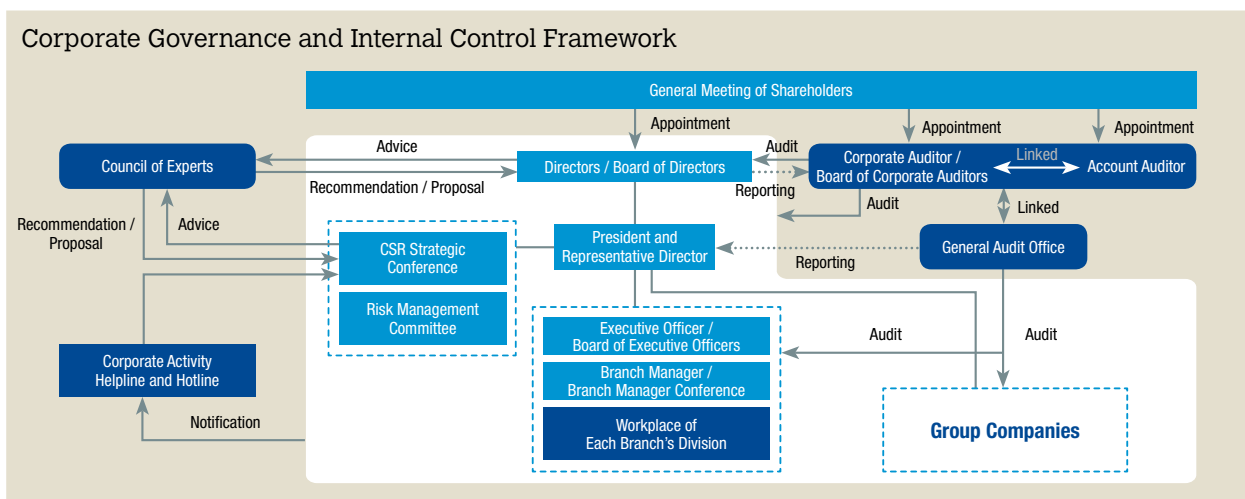 Corporate Governance and Internal Control Framework
General Meeting of Shareholders
Appointment
Appointment
Appointment
Council of Experts
Advice
Recommendation / Proposal
Directors / Board of Directors
Audit
Reporting
Corporate Auditor /
Board of Corporate Auditors
Linked
Account Auditor
Recommendation /
Proposal
Advice
Audit
Linked
CSR Strategic
Conference
President and
Representative Director
Reporting
General Audit Office
Risk Management
Committee
Executive Officer /
Board of Executive Officers
Audit
Audit
Corporate Activity
Helpline and Hotline
Branch Manager /
Branch Manager Conference
Notification
Workplace of
Each Branch's Division
Group Companies